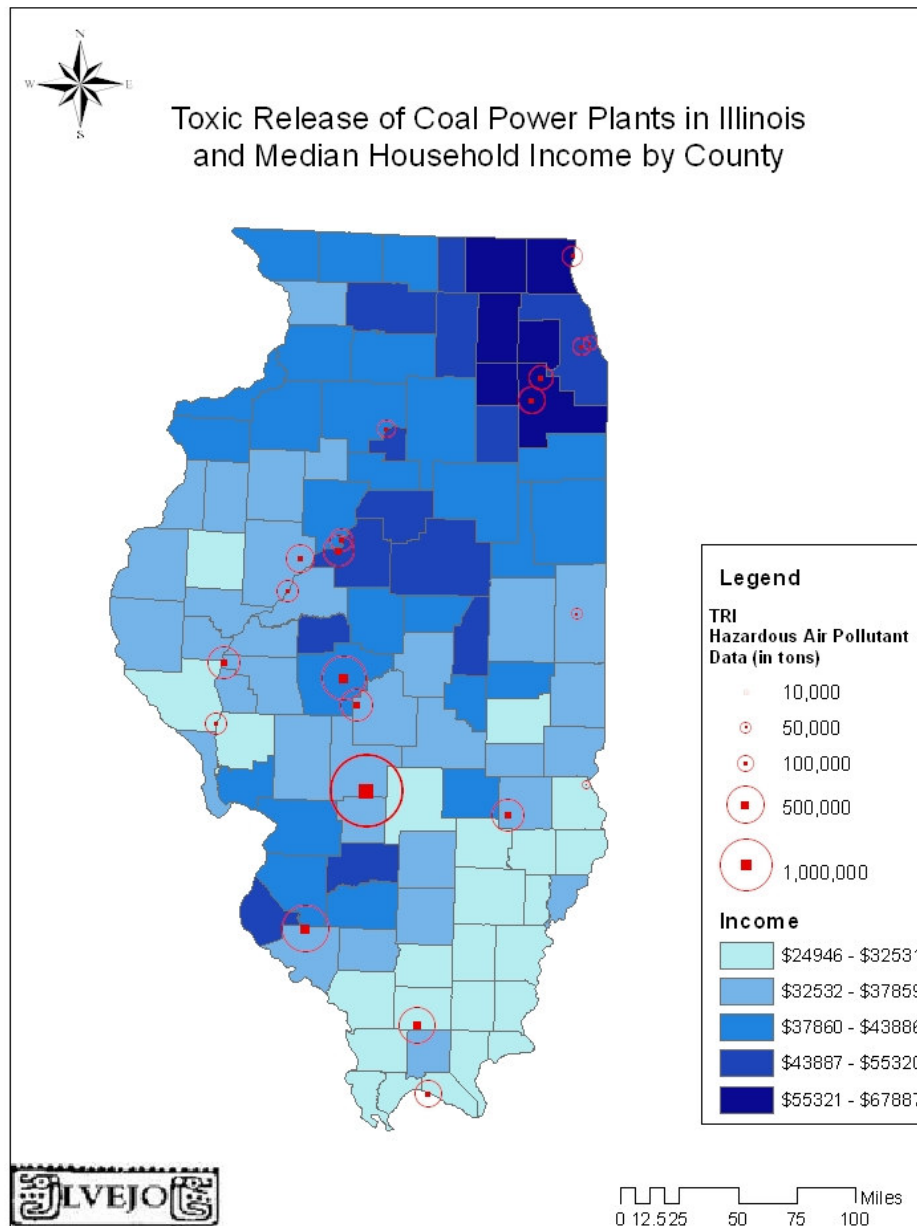 N
W E
S
Toxic Release of Coal Power Plants in Illinois
and Median Household Income by County
Legend
TRI
Hazardous Air Pollutant
Data (in tons)
10,000
50,000
100,000
500,000
1,000,000
Income
$24946 - $32531
$32532 - $37859
$37860 - $43886
$43887 - $55320
$55321 - $67887
LVEJO
Miles
0 12.5 25 50 75 100